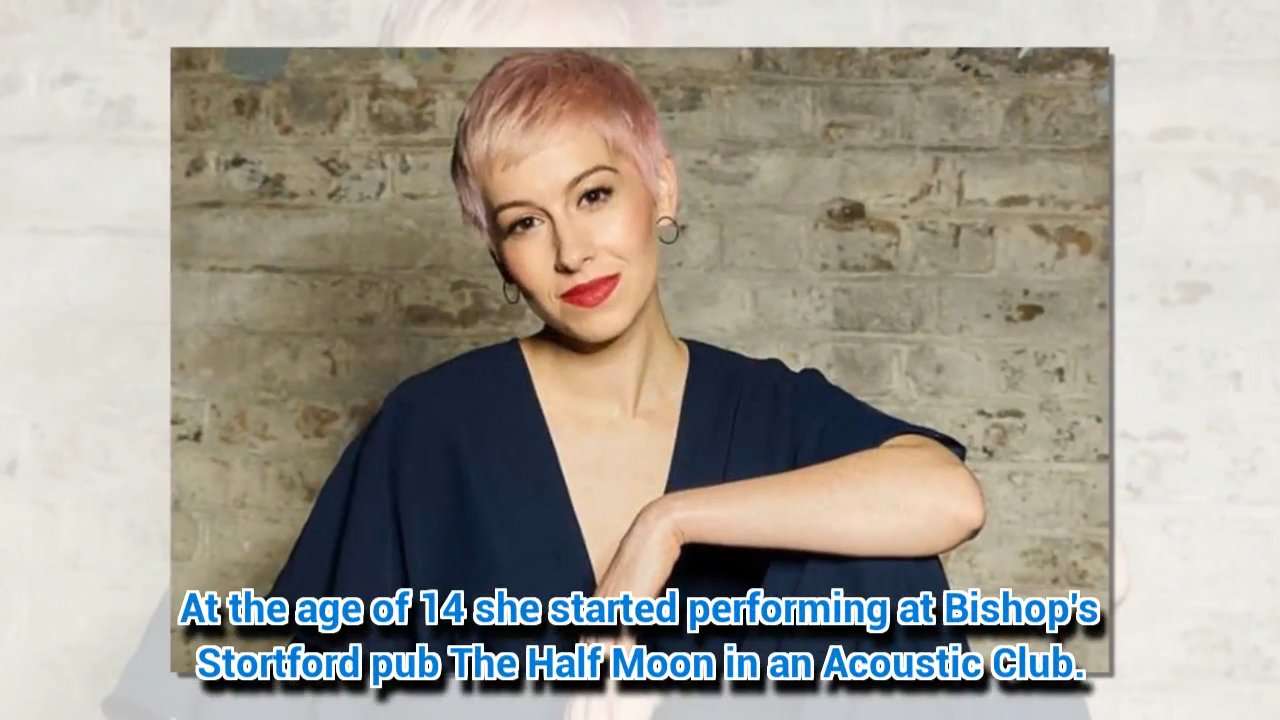 At the age of 14 she started performing at Bishop's
Stortford pub The Half Moon in an Acoustic Club.